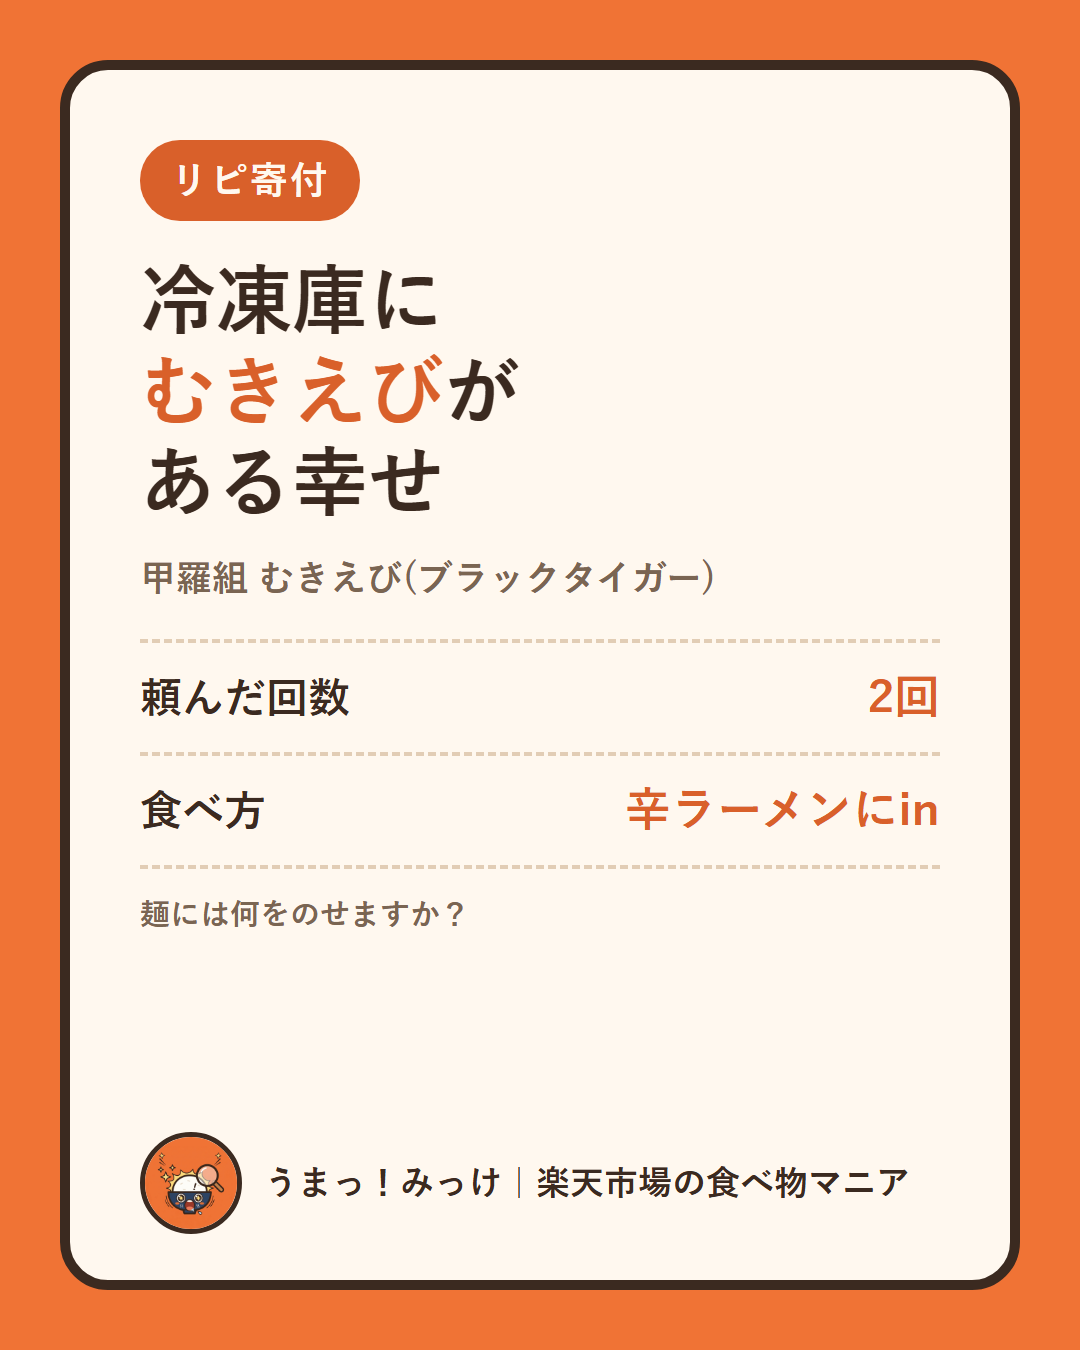 リピ寄付
冷凍庫に
むきえびが
ある幸せ
甲羅組 むきえび(ブラックタイガー)
頼んだ回数 2回
食べ方 辛ラーメンにin
麺には何をのせますか？
うまっ！みっけ｜楽天市場の食べ物マニア